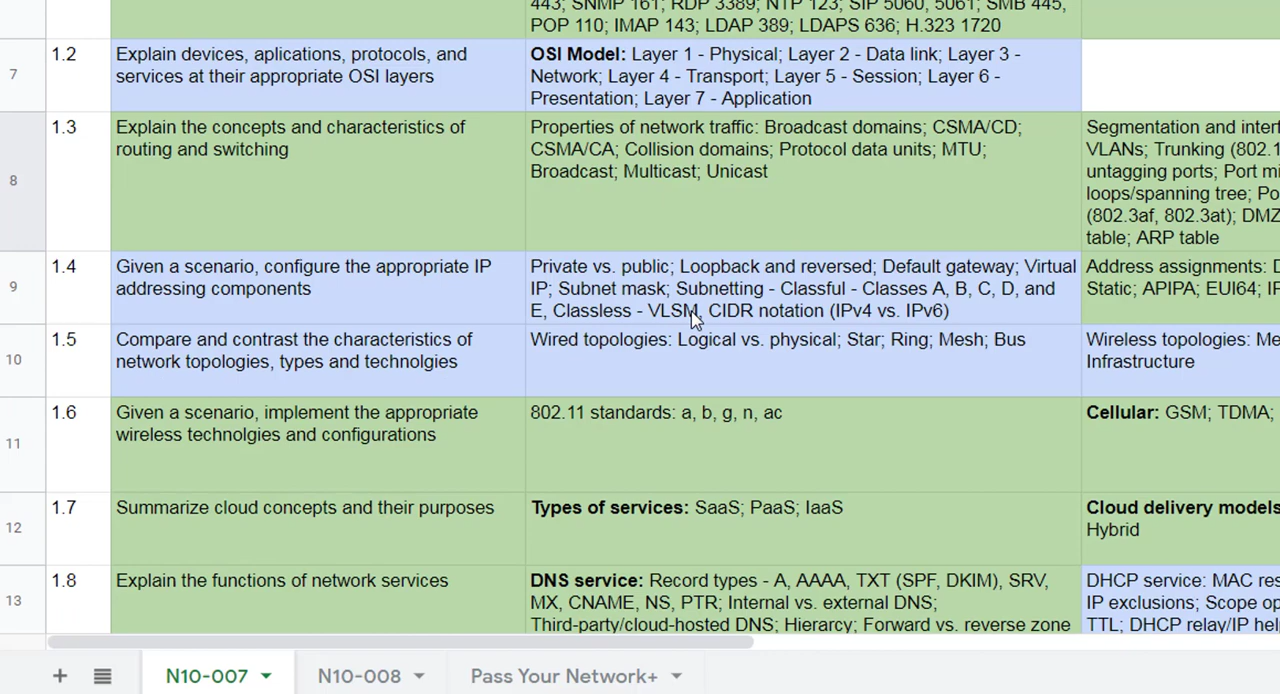 443; SNMP 161; RDP 3389; NTP 123; SIP 5060, 5061; SMB 445,
POP 110; IMAP 143; LDAP 389; LDAPS 636; H.323 1720
7
1.2
Explain devices, aplications, protocols, and
services at their appropriate OSI layers
OSI Model: Layer 1 - Physical; Layer 2 - Data link; Layer 3 -
Network; Layer 4 - Transport; Layer 5 - Session; Layer 6 -
Presentation; Layer 7 - Application
8
1.3
Explain the concepts and characteristics of
routing and switching
Properties of network traffic: Broadcast domains; CSMA/CD;
CSMA/CA; Collision domains; Protocol data units; MTU;
Broadcast; Multicast; Unicast
Segmentation and
VLANs; Trunking (802.1
untagging ports; Port
loops/spanning tree;
(802.3af, 802.3at); DMZ
table; ARP table
9
1.4
Given a scenario, configure the appropriate IP
addressing components
Private vs. public; Loopback and reversed; Default gateway; Virtual
IP; Subnet mask; Subnetting - Classful - Classes A, B, C, D, and
E, Classless - VLSM, CIDR notation (IPv4 vs. IPv6)
Address assignments:
Static; APIPA; EUI64;
10
1.5
Compare and contrast the characteristics of
network topologies, types and technolgies
Wired topologies: Logical vs. physical; Star; Ring; Mesh; Bus
Wireless topologies:
Infrastructure
11
1.6
Given a scenario, implement the appropriate
wireless technolgies and configurations
802.11 standards: a, b, g, n, ac
Cellular: GSM; TDMA;
12
1.7
Summarize cloud concepts and their purposes
Types of services: SaaS; PaaS; IaaS
Cloud delivery models
Hybrid
13
1.8
Explain the functions of network services
DNS service: Record types - A, AAAA, TXT (SPF, DKIM), SRV,
MX, CNAME, NS, PTR; Internal vs. external DNS;
Third-party/cloud-hosted DNS; Hierarcy; Forward vs. reverse zone
DHCP service: MAC
IP exclusions; Scope
TTL; DHCP relay/IP
N10-007
N10-008
Pass Your Network+